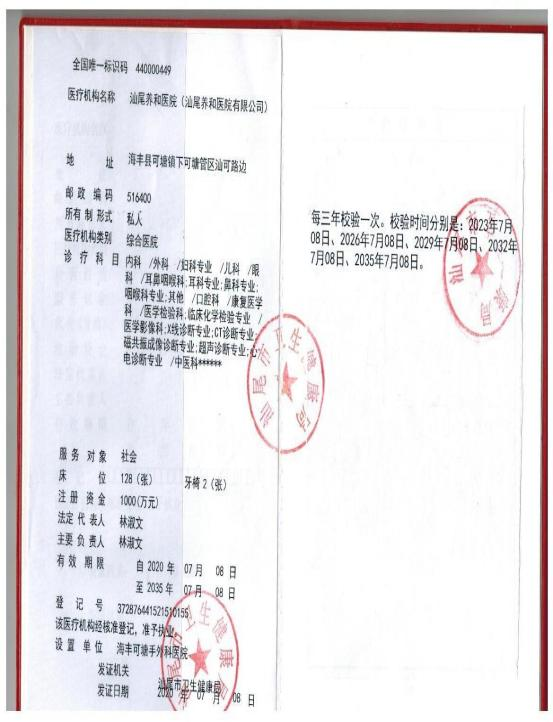 全国唯一标识码 440000449
医疗机构名称 汕尾养和医院（汕尾养和医院有限公司）
地 址 海丰县可塘镇下可塘管区汕可路边
邮 政 编 码 516400
所 有 制 形 式 私人
医疗机构类别 综合医院
诊 疗 科 目 内科 /外科 /妇科专业 /儿科 /眼
科 /耳鼻咽喉科;耳科专业;鼻科专业;
咽喉科专业;其他 /口腔科 /康复医学
科 /医学检验科;临床化学检验专业 /
医学影像科;X线诊断专业;CT诊断专业;
磁共振成像诊断专业;超声诊断专业;心
电诊断专业 /中医科******
服 务 对 象 社会
床 位 128（张） 牙椅 2（张）
注 册 资 金 1000(万元)
法定 代 表人 林淑文
主要 负 责人 林淑文
有 效 期 限 自 2020 年 07 月 08 日
至 2035 年 07 月 08 日
登 记 号 372876441521510155
该医疗机构经核准登记，准予执业。
设 置 单 位 海丰可塘手外科医院
发证机关 汕尾市卫生健康局
发证日期 2020 年 07 月 08 日
每三年校验一次。校验时间分别是：2023年7月
08日、2026年7月08日、2029年7月08日、2032年
7月08日、2035年7月08日。
汕尾市卫生健康局
汕尾市卫生健康局